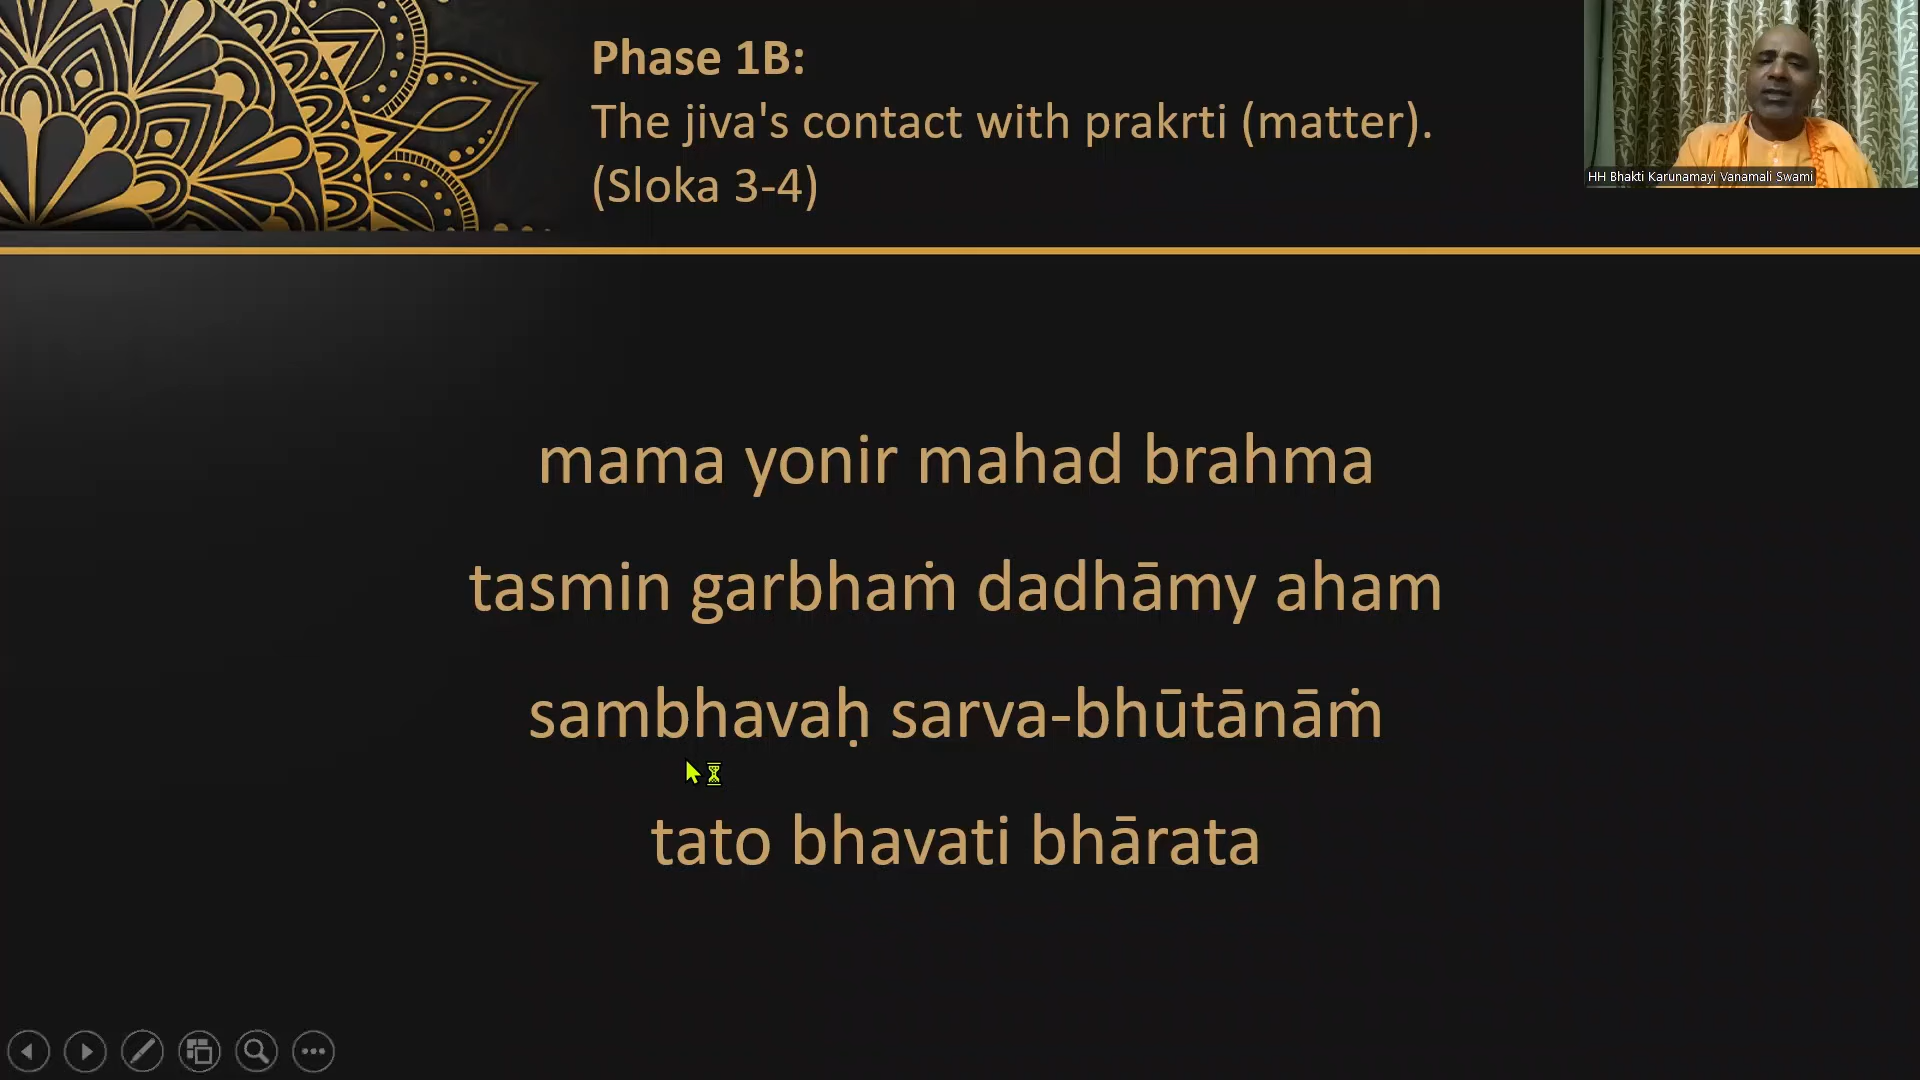 Phase 1B:
The jiva's contact with prakrti (matter).
(Sloka 3-4)
HH Bhakti Karunamayi Vanamali Swami
mama yonir mahad brahma
tasmin garbhaṁ dadhāmy aham
sambhavaḥ sarva-bhūtānāṁ
tato bhavati bhārata